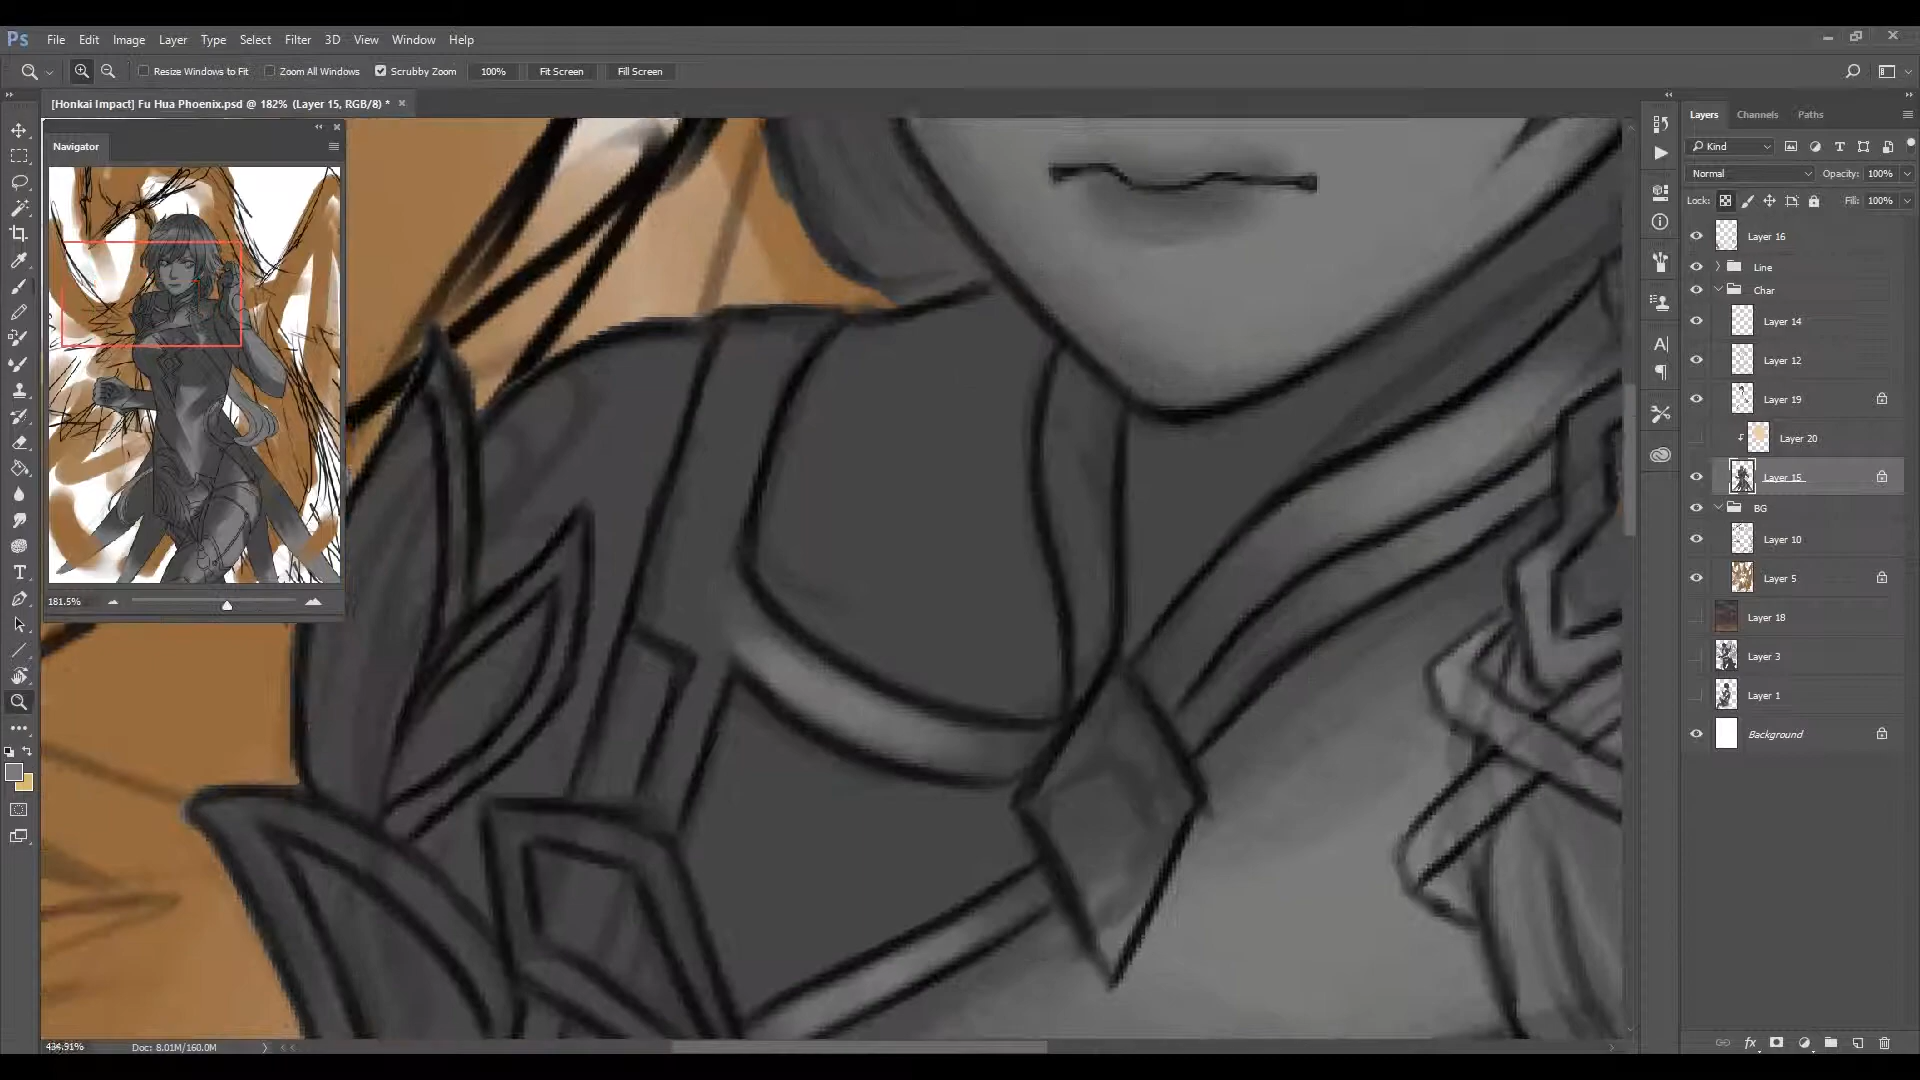 Ps File Edit Image Layer Type Select Filter 3D View Window Help
Resize Windows to Fit Zoom All Windows Scrubby Zoom 100% Fit Screen Fill Screen
[Honkai Impact] Fu Hua Phoenix.psd @ 182% (Layer 15, RGB/8) *
Navigator
181.5%
Layers Channels Paths
Kind
Normal Opacity: 100%
Lock: Fill: 100%
Layer 16
Line
Char
Layer 14
Layer 12
Layer 19
Layer 20
Layer 15
BG
Layer 10
Layer 5
Layer 18
Layer 3
Layer 1
Background
434.91% Doc: 8.01M/160.0M